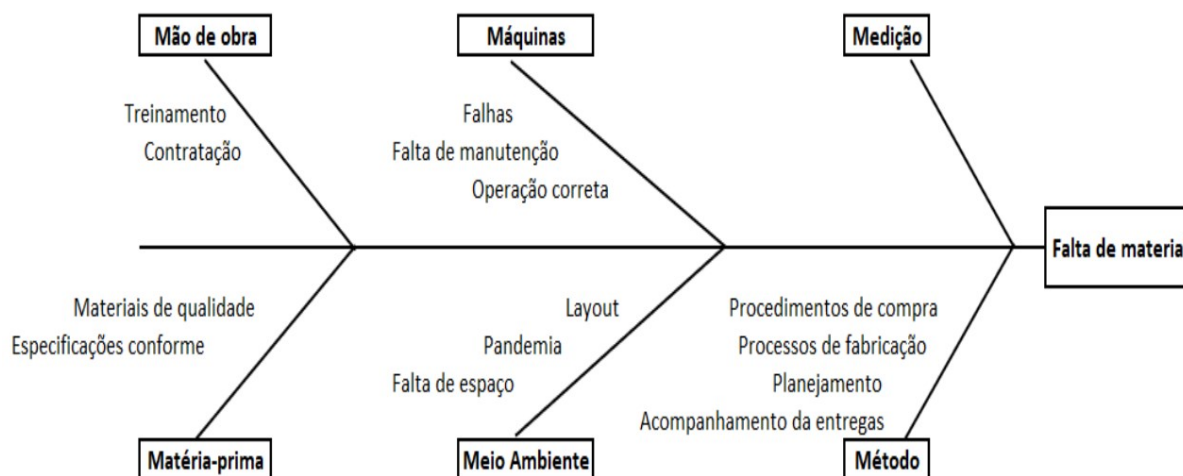 Mão de obra
Máquinas
Medição
Treinamento
Contratação
Falhas
Falta de manutenção
Operação correta
Falta de materia
Materiais de qualidade
Especificações conforme
Layout
Pandemia
Falta de espaço
Procedimentos de compra
Processos de fabricação
Planejamento
Acompanhamento da entregas
Matéria-prima
Meio Ambiente
Método